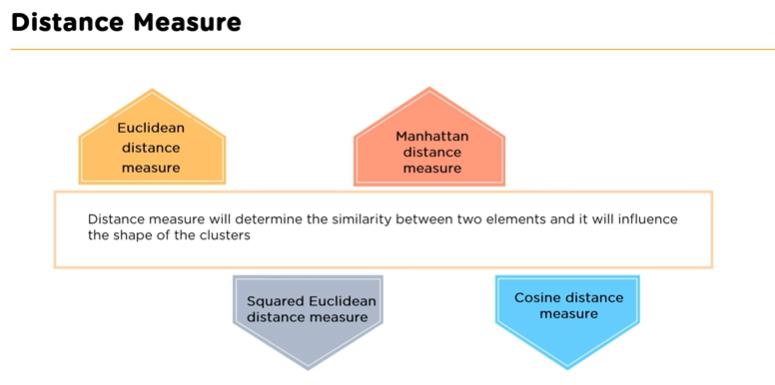 Distance Measure
Euclidean
distance
measure
Manhattan
distance
measure
Distance measure will determine the similarity between two elements and it will influence
the shape of the clusters
Squared Euclidean
distance measure
Cosine distance
measure